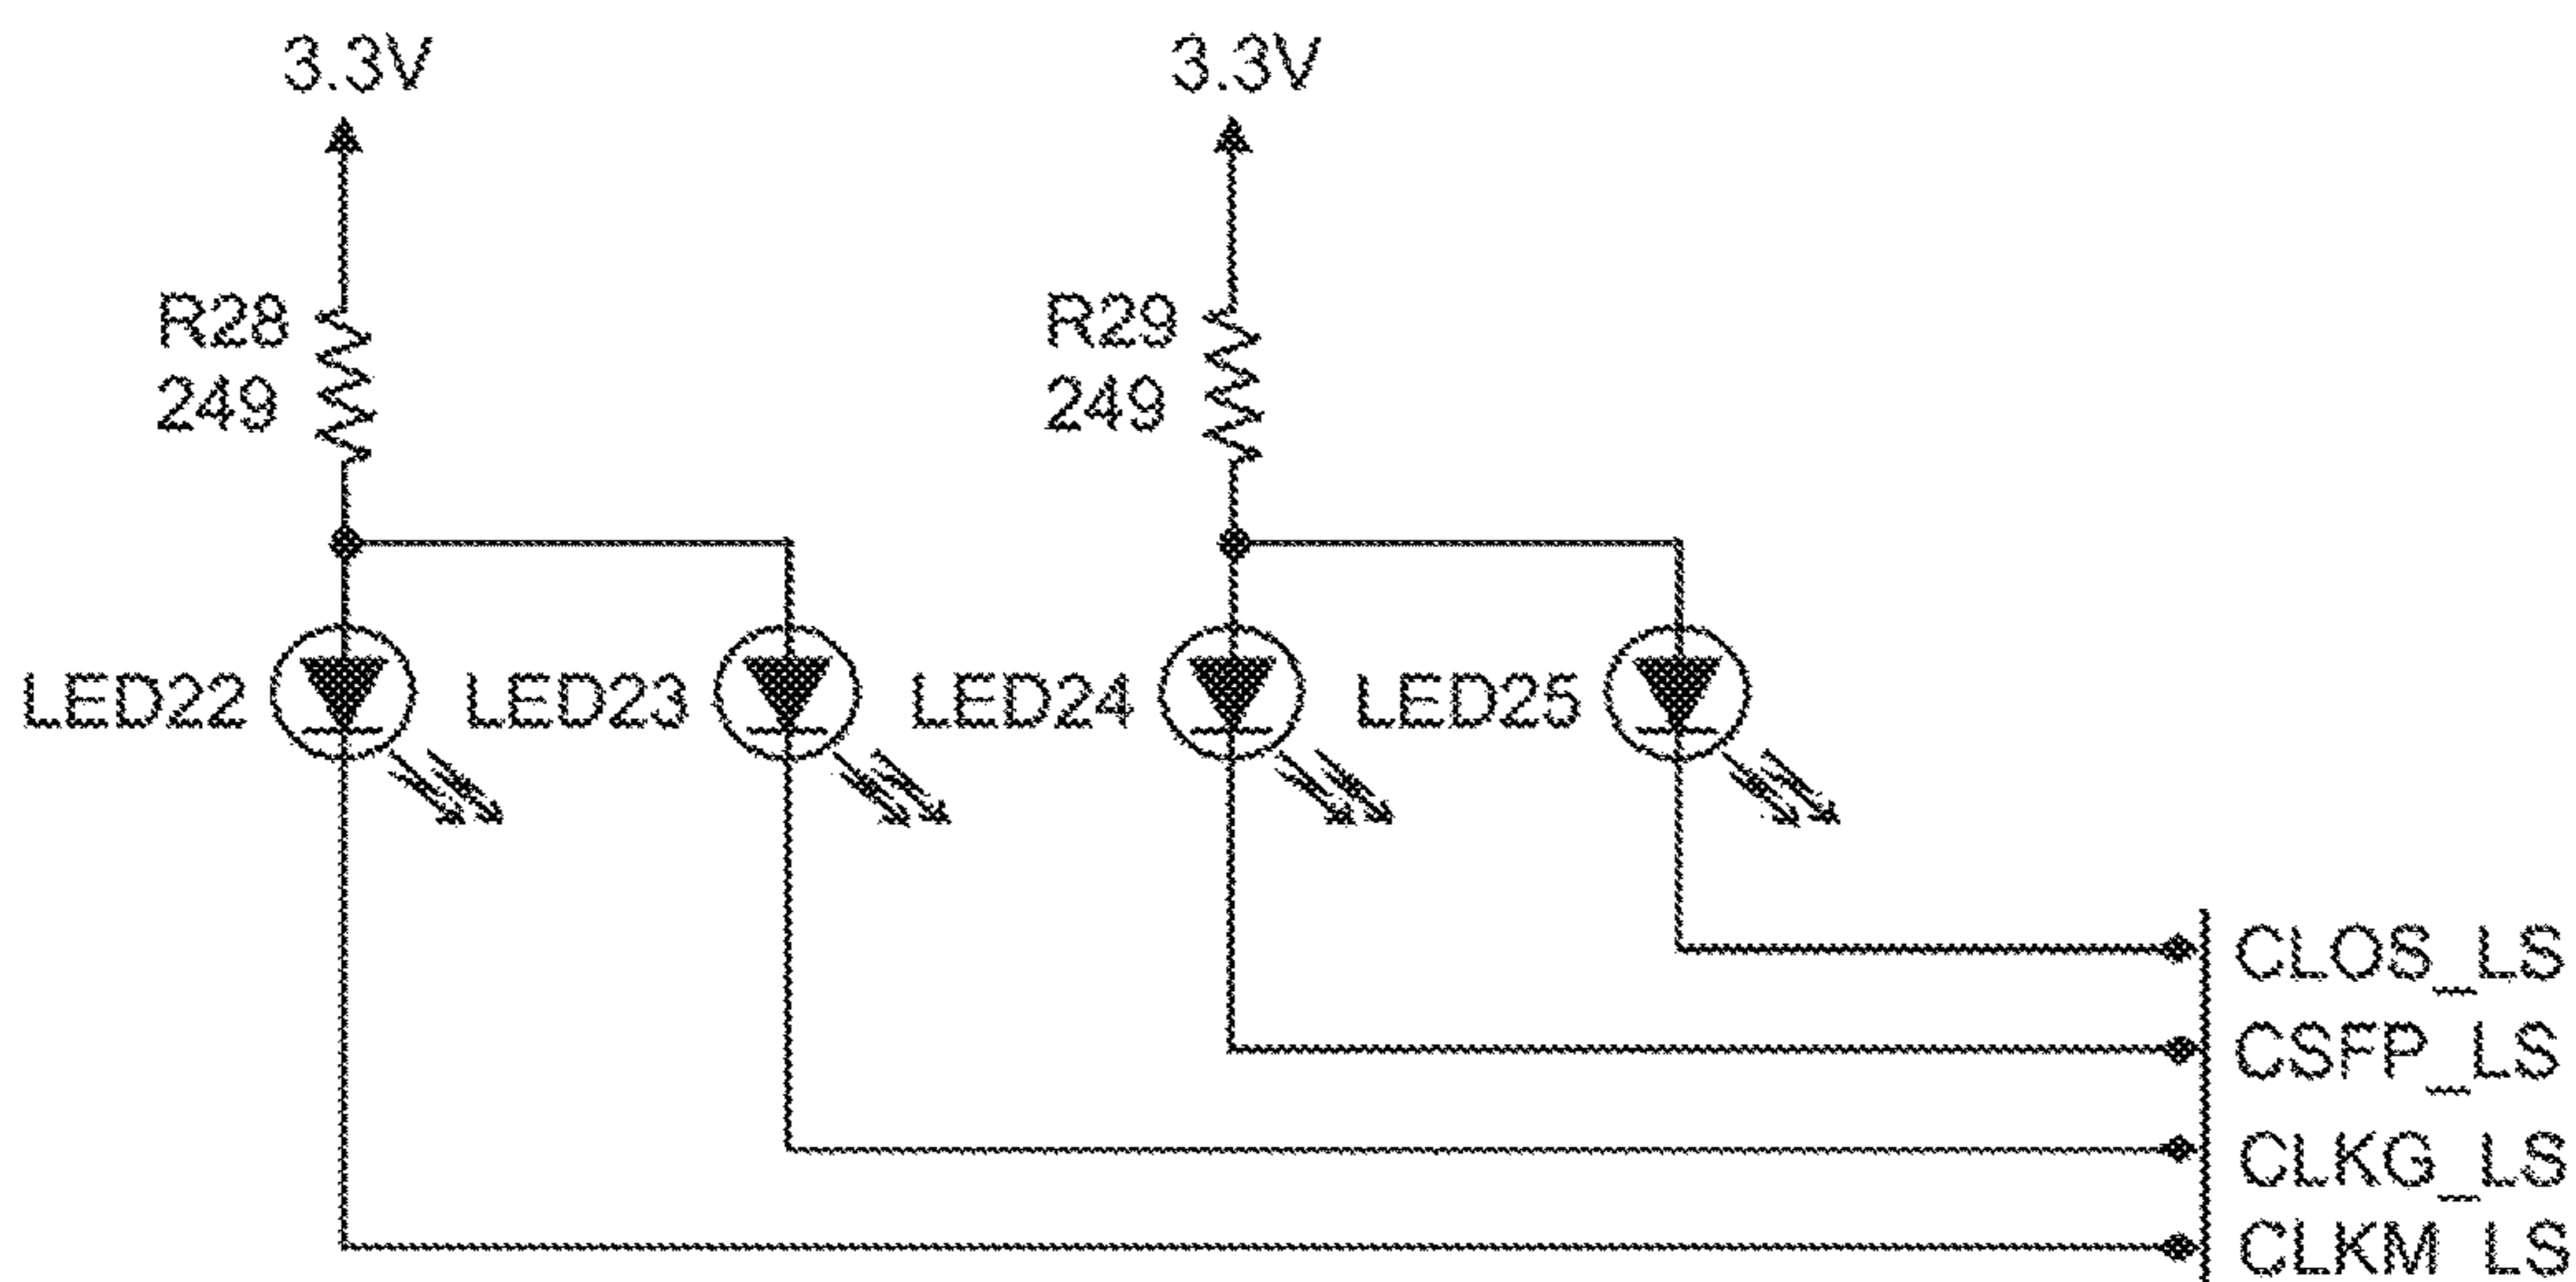 3.3V
3.3V
R28
249
R29
249
LED22
LED23
LED24
LED25
CLOS_LS
CSFP_LS
CLKG_LS
CLKM_LS